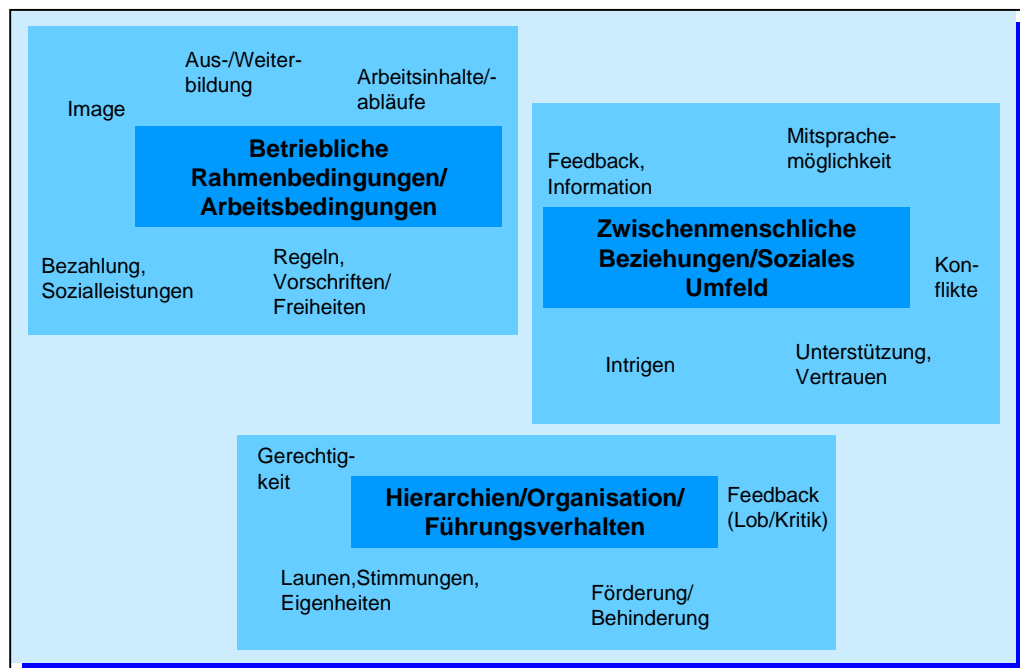 Aus-/Weiter-
bildung
Arbeitsinhalte/-
abläufe
Image
Betriebliche
Rahmenbedingungen/
Arbeitsbedingungen
Bezahlung,
Sozialleistungen
Regeln,
Vorschriften/
Freiheiten
Mitsprache-
möglichkeit
Feedback,
Information
Zwischenmenschliche
Beziehungen/Soziales
Umfeld
Kon-
flikte
Intrigen
Unterstützung,
Vertrauen
Gerechtig-
keit
Hierarchien/Organisation/
Führungsverhalten
Feedback
(Lob/Kritik)
Launen,Stimmungen,
Eigenheiten
Förderung/
Behinderung